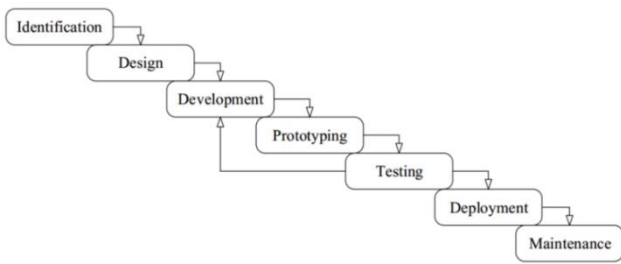 Identification
Design
Development
Prototyping
Testing
Deployment
Maintenance